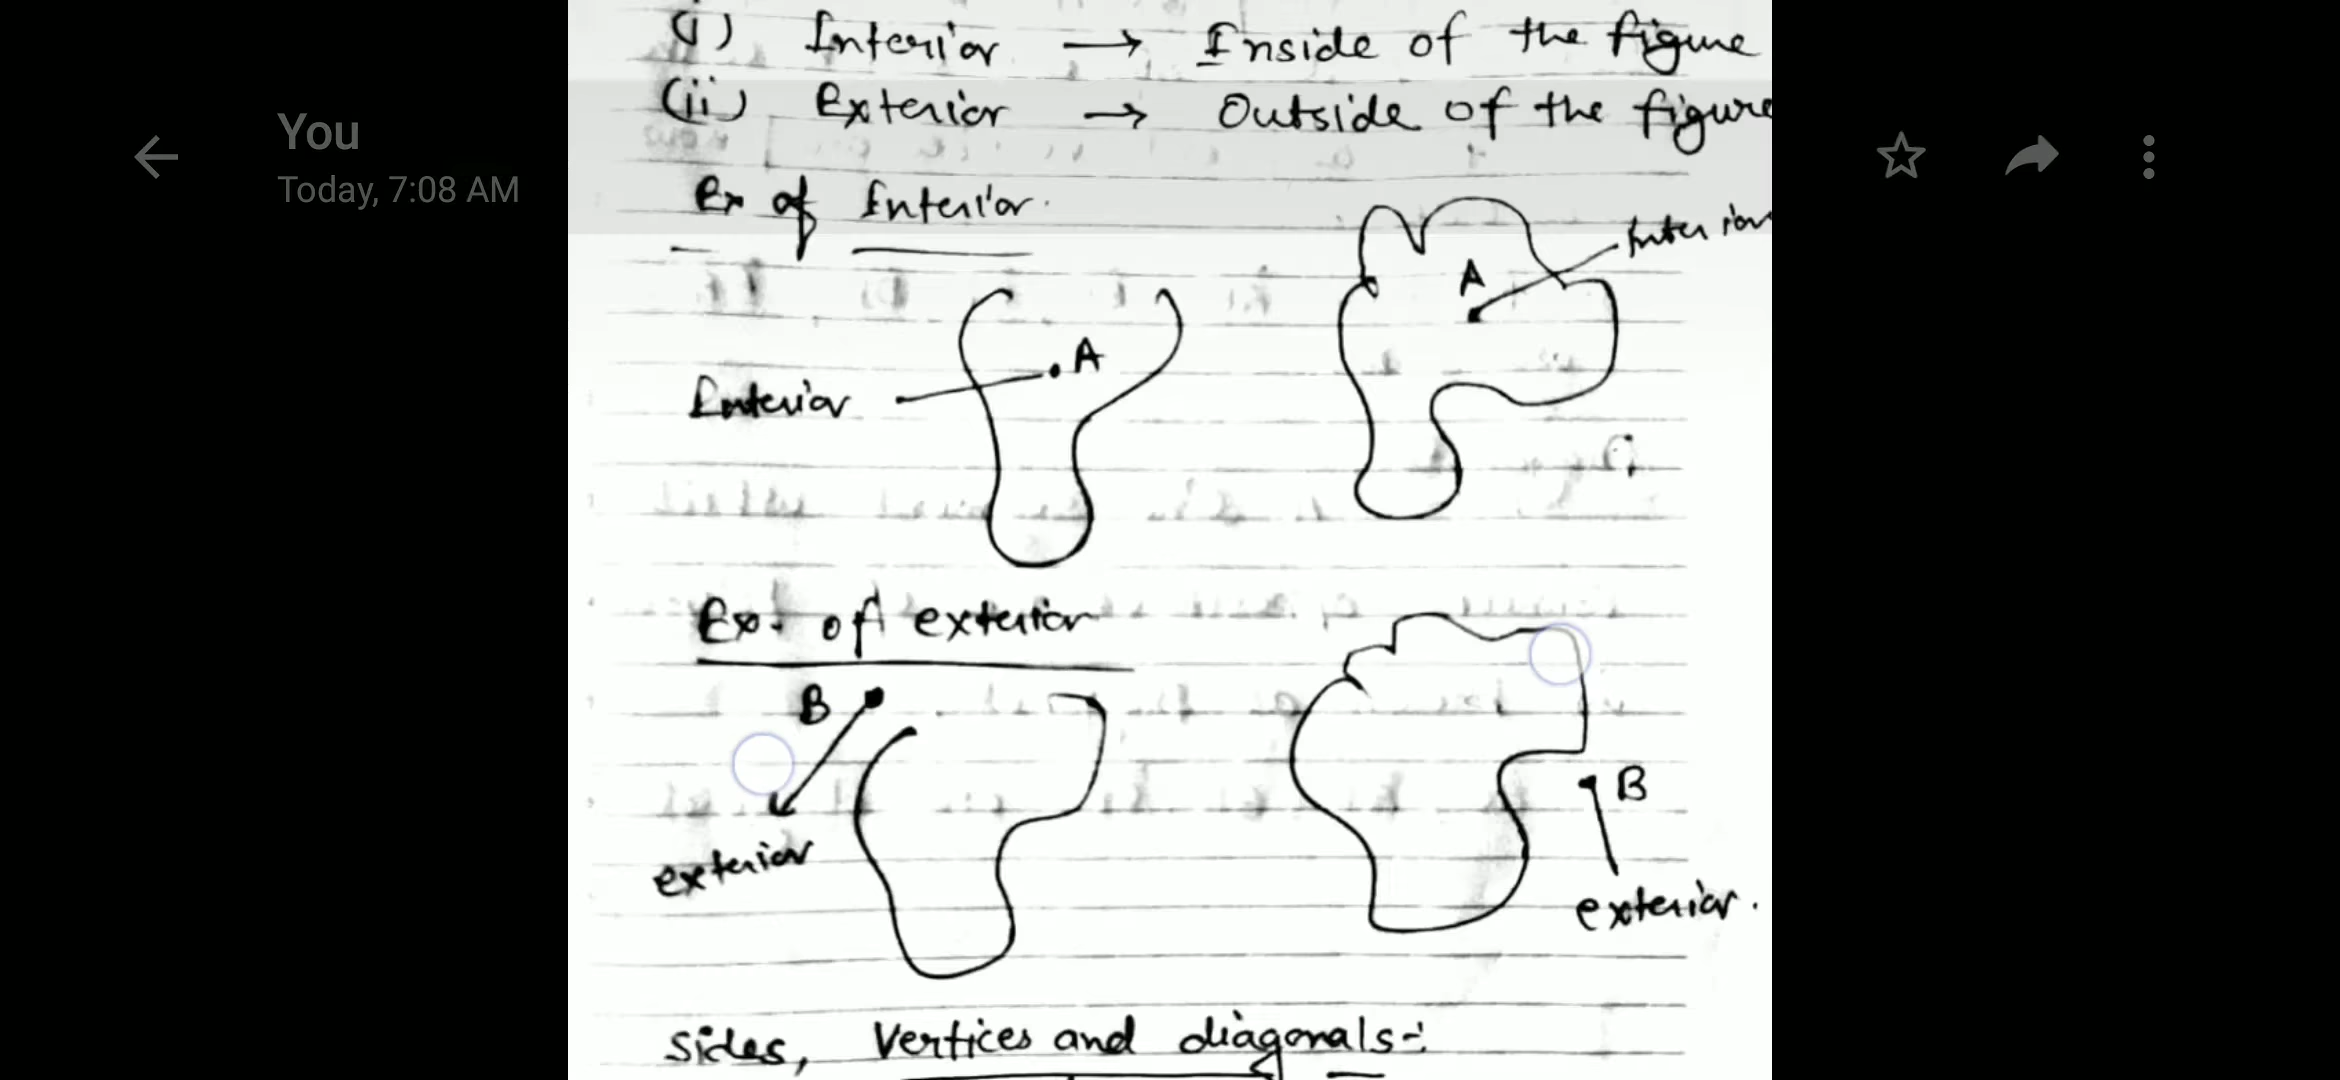 (i) Interior → Inside of the figure
(ii) Exterior → Outside of the figure
You
Today, 7:08 AM
Ex of Interior.
Interior
A
A
Interior
Ex. of exterior
B
B
exterior
exterior.
Sides, Vertices and diagonals:-